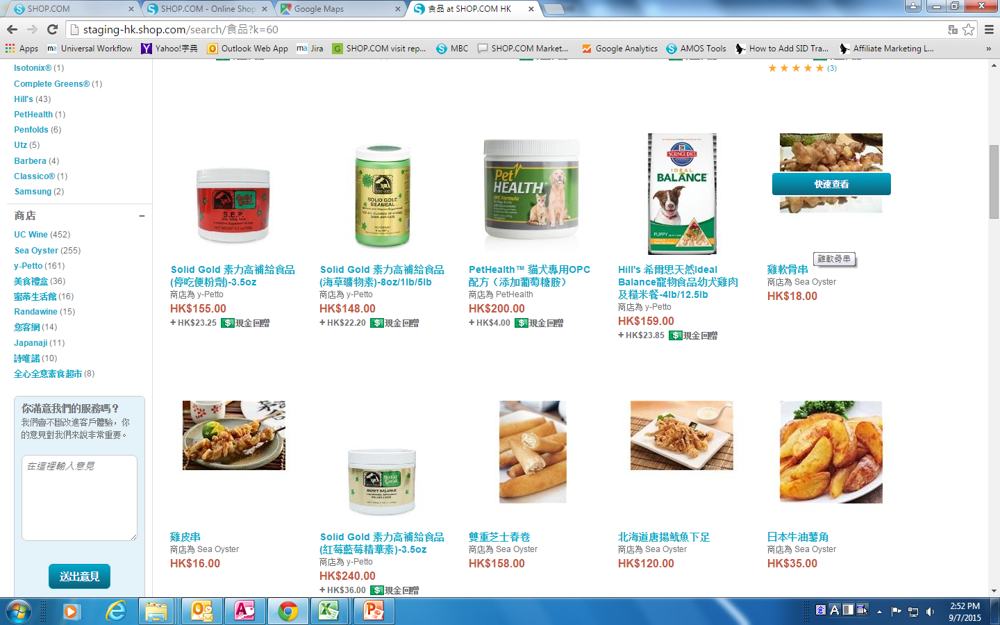 SHOP.COM
SHOP.COM - Online Shop
Google Maps
食品 at SHOP.COM HK
staging-hk.shop.com/search/食品?k=60
Apps
Universal Workflow
Yahoo!字典
Outlook Web App
Jira
SHOP.COM visit rep...
MBC
SHOP.COM Market...
Google Analytics
AMOS Tools
How to Add SID Tra...
Affiliate Marketing L...
»
Isotonix® (1)
Complete Greens® (1)
Hill's (43)
PetHealth (1)
Penfolds (6)
Utz (5)
Barbera (4)
Classico® (1)
Samsung (2)
商店
UC Wine (452)
Sea Oyster (255)
y-Petto (161)
美食禮盒 (36)
蜜蒂生活館 (16)
Randawine (15)
您客網 (14)
Japanaji (11)
詩唯諾 (10)
全心全意素食超市 (8)
你滿意我們的服務嗎？
我們會不斷改進客戶體驗，你
的意見對我們來說非常重要。
在這裡輸入意見
送出意見
(3)
S.E.P.
SOLID GOLD
SEAMEAL
Pet
HEALTH™
OPC Formula
SCIENCE DIET
IDEAL
BALANCE
PUPPY
快速查看
Solid Gold 素力高補給食品
(停吃便粉劑)-3.5oz
商店為 y-Petto
HK$155.00
+ HK$23.25 $現金回贈
Solid Gold 素力高補給食品
(海草礦物素)-8oz/1lb/5lb
商店為 y-Petto
HK$148.00
+ HK$22.20 $現金回贈
PetHealth™ 貓犬專用OPC
配方（添加葡萄糖胺）
商店為 PetHealth
HK$200.00
+ HK$4.00 $現金回贈
Hill's 希爾思天然Ideal
Balance寵物食品幼犬雞肉
及糙米餐-4lb/12.5lb
商店為 y-Petto
HK$159.00
+ HK$23.85 $現金回贈
雞軟骨串
雞軟骨串
商店為 Sea Oyster
HK$18.00
Solid Gold
BERRY BALANCE
雞皮串
商店為 Sea Oyster
HK$16.00
Solid Gold 素力高補給食品
(紅莓藍莓精華素)-3.5oz
商店為 y-Petto
HK$240.00
+ HK$36.00 $現金回贈
雙重芝士春卷
商店為 Sea Oyster
HK$158.00
北海道唐揚魷魚下足
商店為 Sea Oyster
HK$120.00
日本牛油薯角
商店為 Sea Oyster
HK$35.00
2:52 PM
9/7/2015